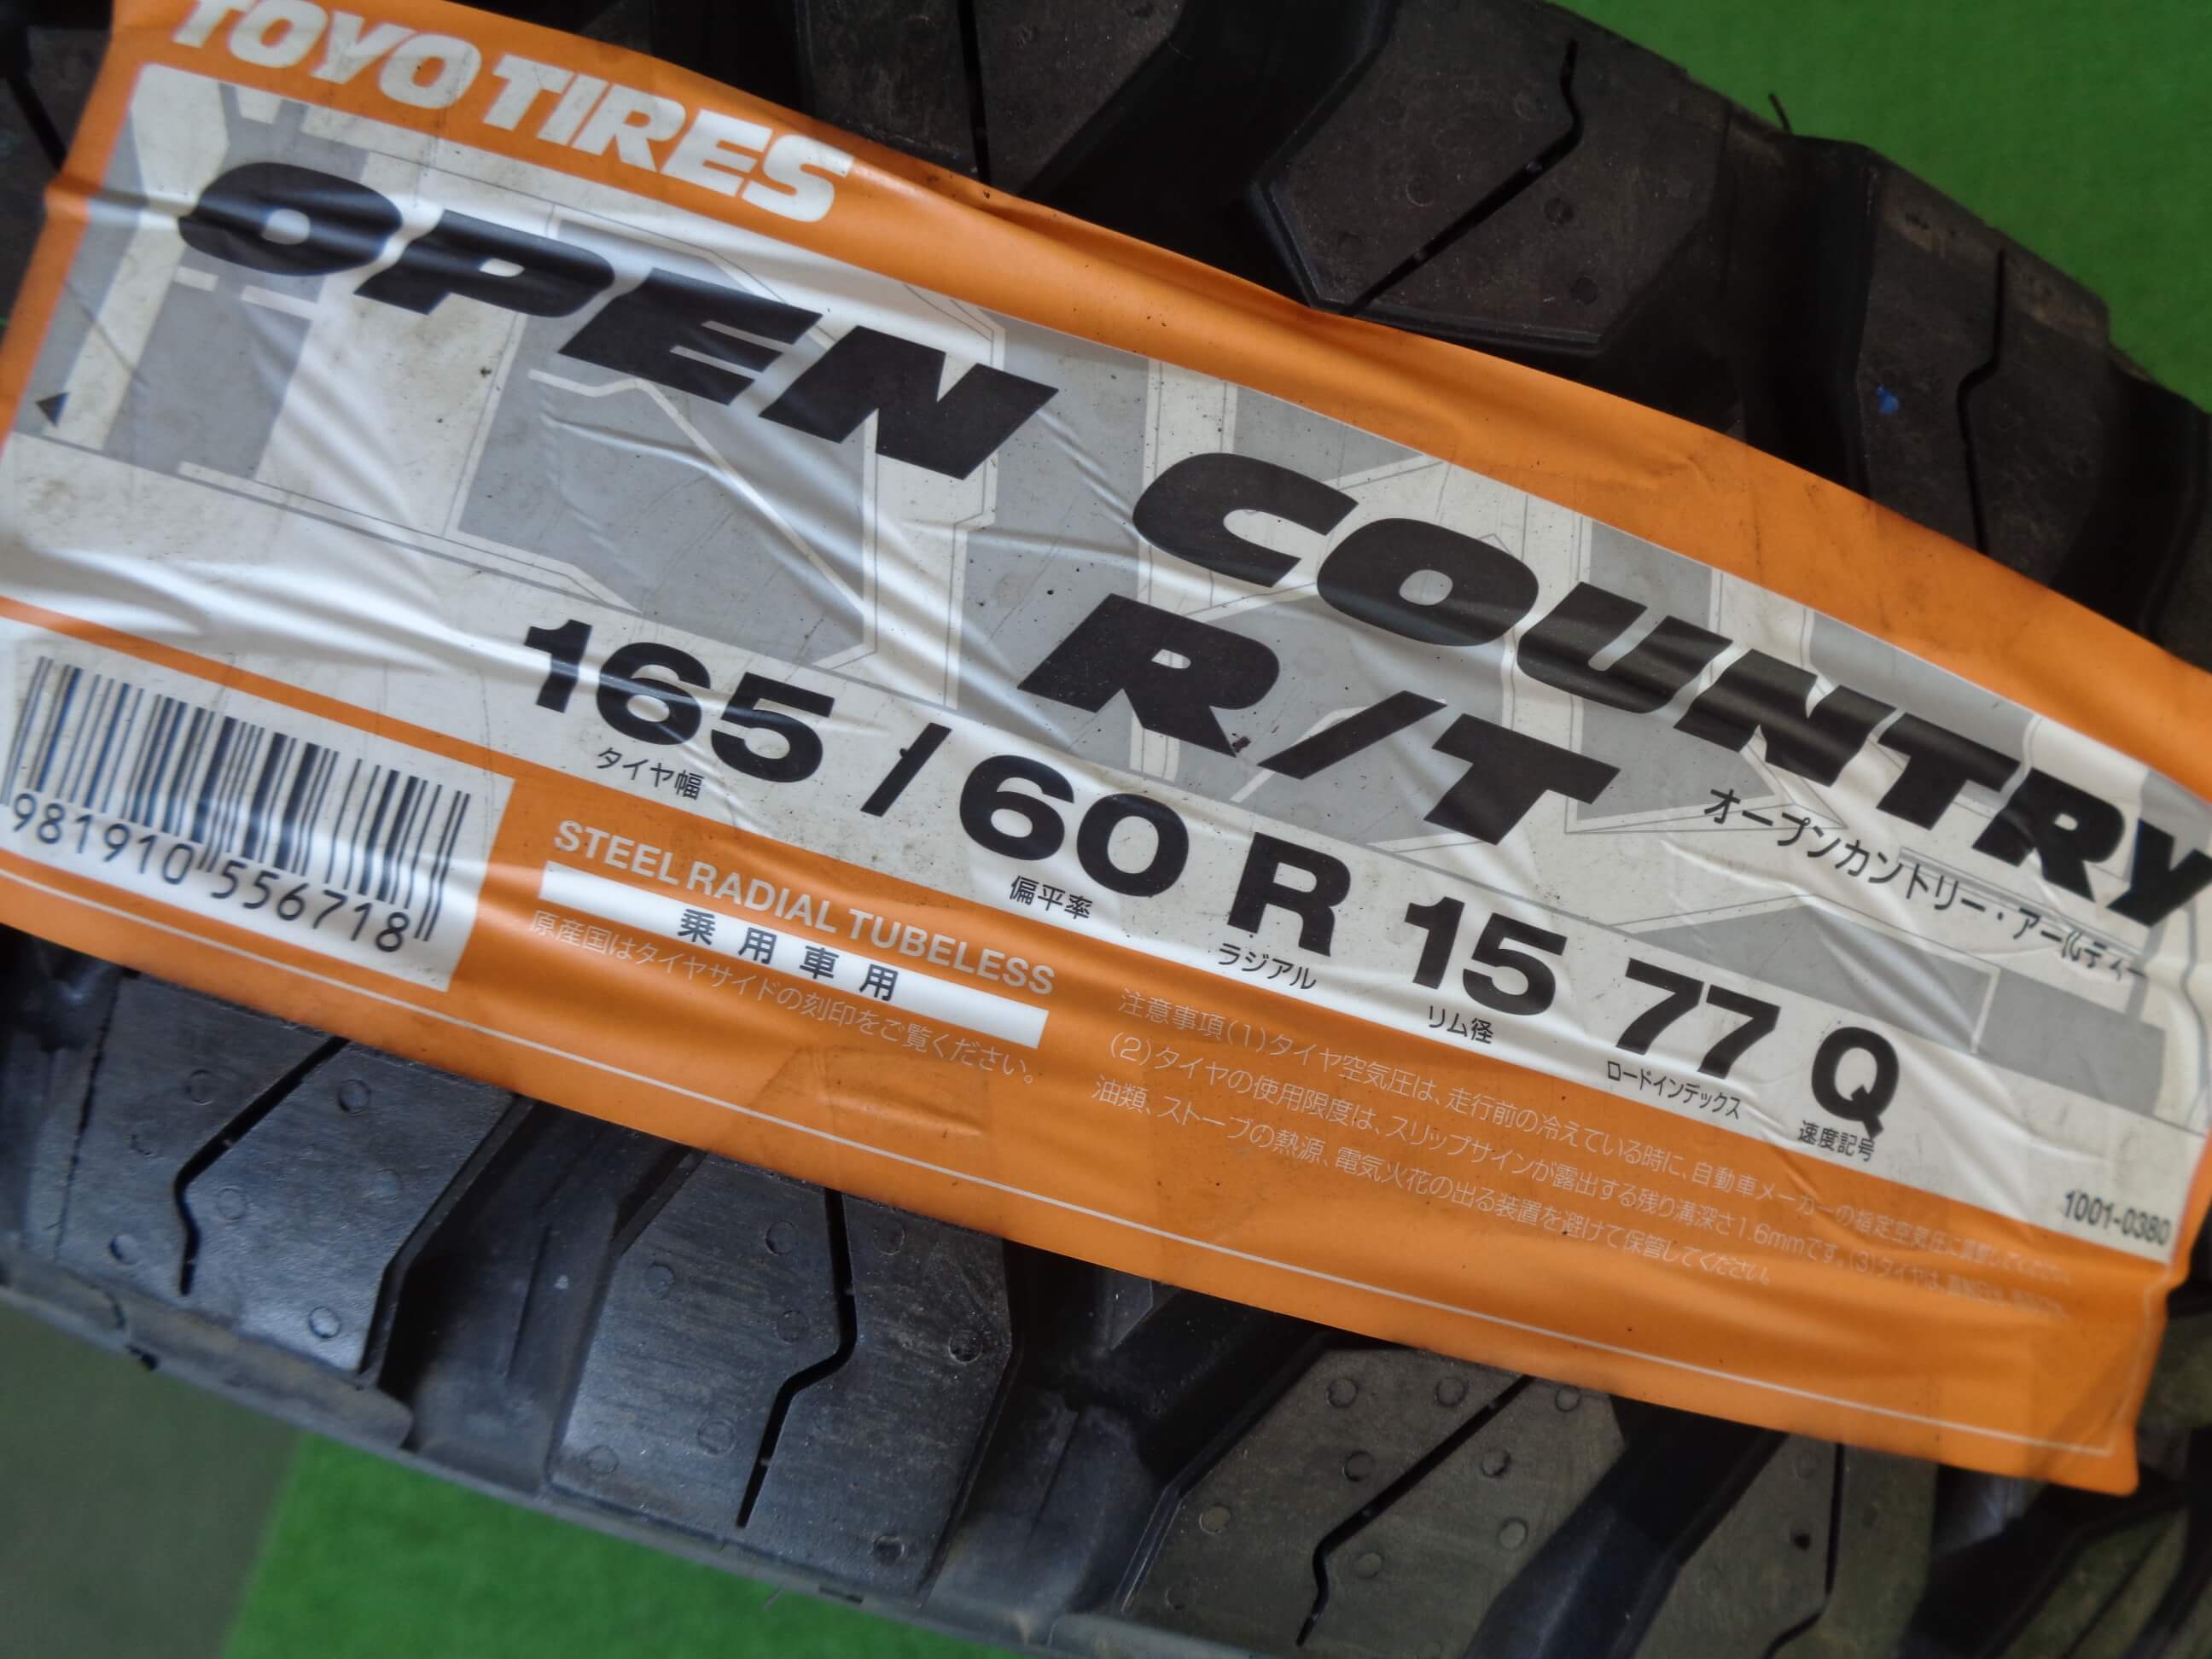 TOYO TIRES
OPEN COUNTRY
R/T
オープンカントリー・アールティー
165 / 60 R 15 77 Q
タイヤ幅 偏平率 ラジアル リム径 ロードインデックス 速度記号
981910 556718
STEEL RADIAL TUBELESS
乗用車用
原産国はタイヤサイドの刻印をご覧ください。
注意事項(1)タイヤ空気圧は、走行前の冷えている時に、自動車メーカーの指定空気圧に
(2)タイヤの使用限度は、スリップサインが露出する残り溝深さ1.6mmです。(3)タイヤは、
油類、ストーブの熱源、電気火花の出る装置を避けて保管してください。
1001-0380